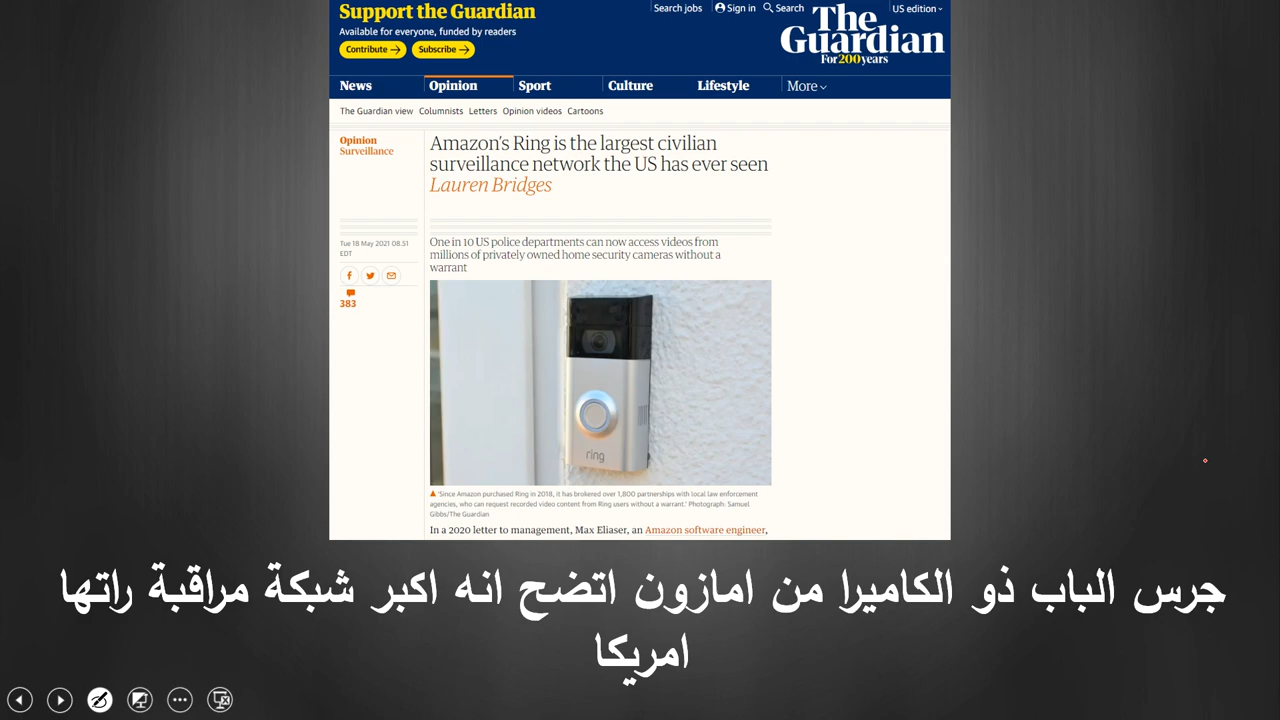 Support the Guardian
Available for everyone, funded by readers
Contribute → Subscribe →
Search jobs Sign in Search US edition
The Guardian
For 200 years
News Opinion Sport Culture Lifestyle More
The Guardian view Columnists Letters Opinion videos Cartoons
Opinion
Surveillance
Amazon's Ring is the largest civilian
surveillance network the US has ever seen
Lauren Bridges
Tue 18 May 2021 08.51
EDT
383
One in 10 US police departments can now access videos from
millions of privately owned home security cameras without a
warrant
ring
'Since Amazon purchased Ring in 2018, it has brokered over 1,800 partnerships with local law enforcement
agencies, who can request recorded video content from Ring users without a warrant.' Photograph: Samuel
Gibbs/The Guardian
In a 2020 letter to management, Max Eliaser, an Amazon software engineer,
جرس الباب ذو الكاميرا من امازون اتضح انه اكبر شبكة مراقبة راتها
امريكا